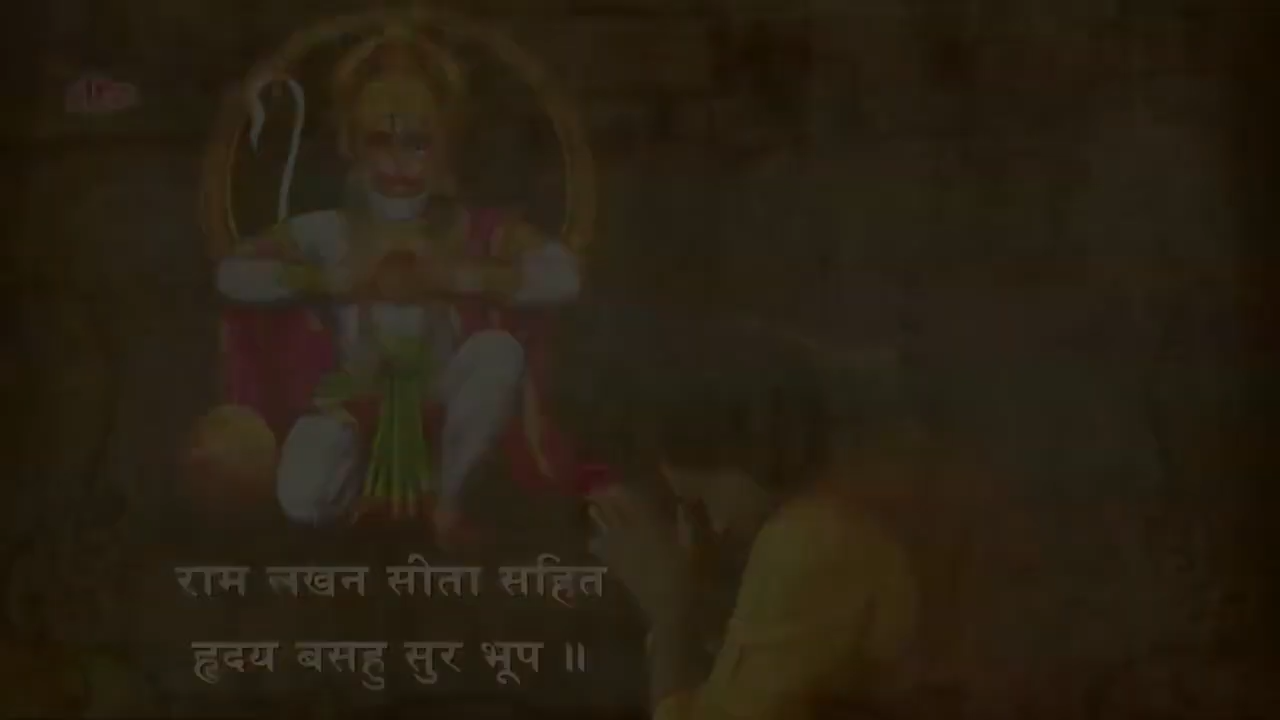 राम लखन सीता सहित
हृदय बसहु सुर भूप ॥